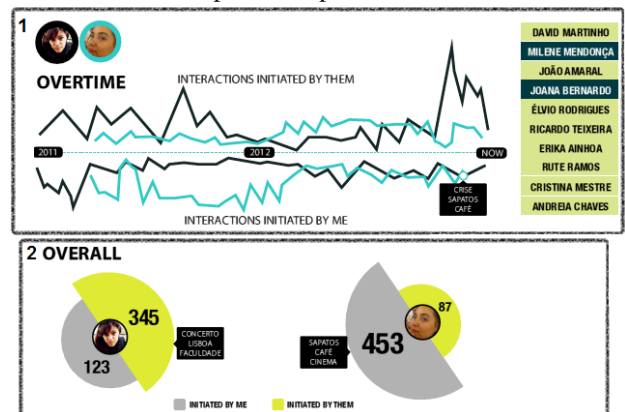 1
OVERTIME
INTERACTIONS INITIATED BY THEM
2011
2012
NOW
CRISE
SAPATOS
CAFÉ
INTERACTIONS INITIATED BY ME
DAVID MARTINHO
MILENE MENDONÇA
JOÃO AMARAL
JOANA BERNARDO
ÉLVIO RODRIGUES
RICARDO TEIXEIRA
ERIKA AINHOA
RUTE RAMOS
CRISTINA MESTRE
ANDREIA CHAVES
2 OVERALL
345
123
CONCERTO
LISBOA
FACULDADE
SAPATOS
CAFÉ
CINEMA
453
87
INITIATED BY ME
INITIATED BY THEM